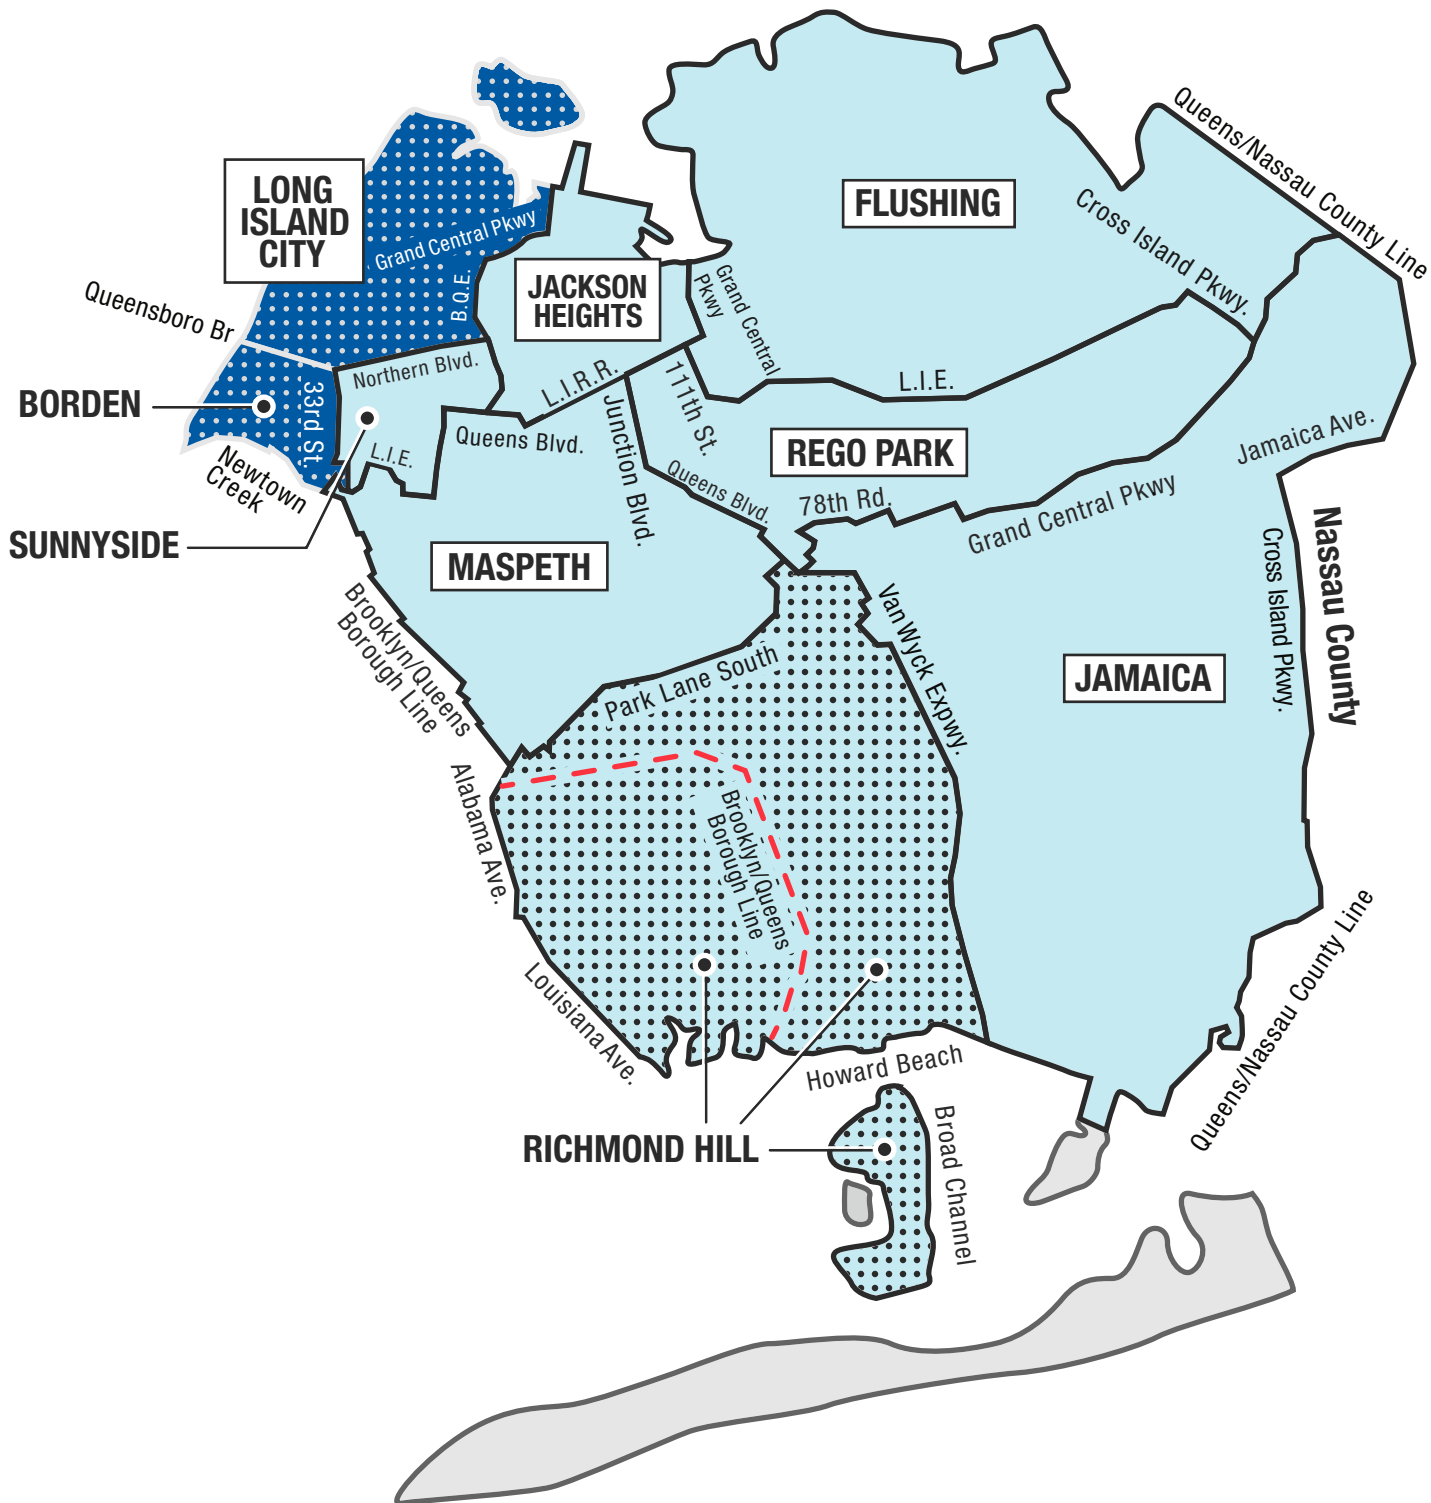 Queens/Nassau County Line
LONG
ISLAND
CITY
FLUSHING
Cross Island Pkwy.
Grand Central Pkwy
Grand Central
Pkwy
JACKSON
HEIGHTS
B.Q.E.
Queensboro Br
Northern Blvd.
L.I.R.R.
L.I.E.
BORDEN
33rd St.
111th St.
Junction Blvd.
Queens Blvd.
L.I.E.
REGO PARK
Jamaica Ave.
Newtown
Creek
Queens Blvd.
78th Rd.
Grand Central Pkwy
SUNNYSIDE
MASPETH
Nassau County
Cross Island Pkwy.
Brooklyn/Queens
Borough Line
Van Wyck Expwy.
Park Lane South
JAMAICA
Alabama Ave.
Brooklyn/Queens
Borough Line
Louisiana Ave.
Queens/Nassau County Line
Howard Beach
RICHMOND HILL
Broad Channel